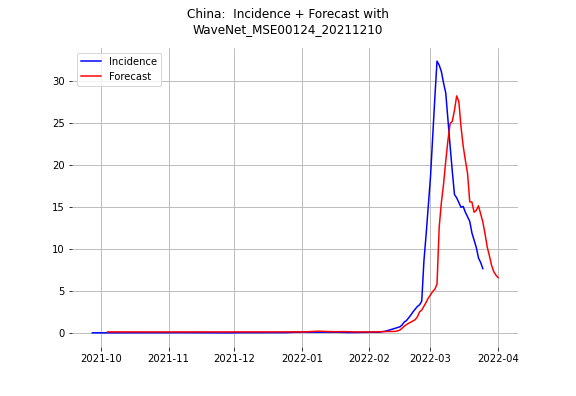 China:  Incidence + Forecast with
WaveNet_MSE00124_20211210
Incidence
Forecast
30
25
20
15
10
5
0
2021-10 2021-11 2021-12 2022-01 2022-02 2022-03 2022-04